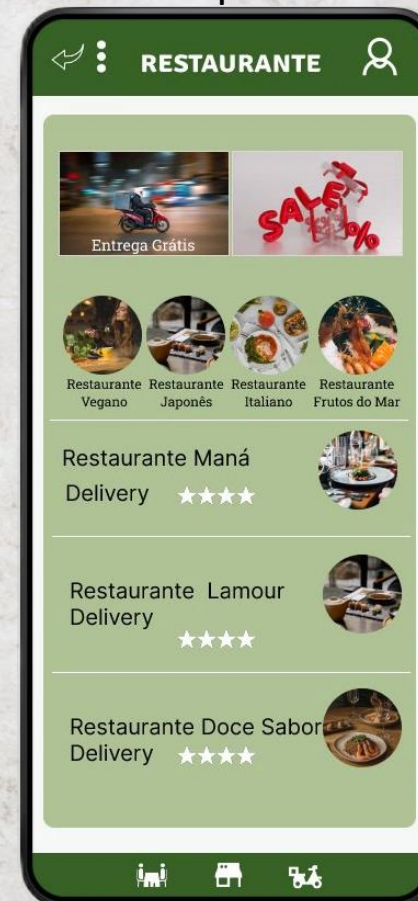 RESTAURANTE
Entrega Grátis
SALE %
Restaurante Vegano
Restaurante Japonês
Restaurante Italiano
Restaurante Frutos do Mar
Restaurante Maná
Delivery
Restaurante Lamour
Delivery
Restaurante Doce Sabor
Delivery